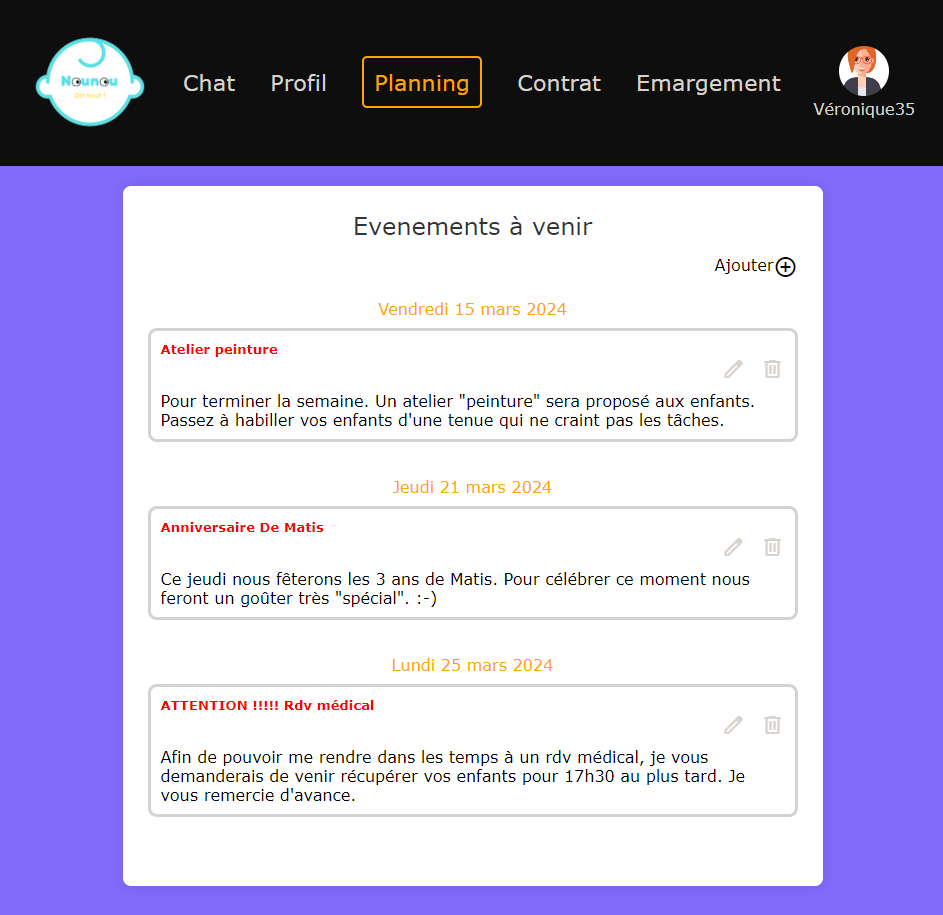 Nounou
Dit tout !
Chat
Profil
Planning
Contrat
Emargement
Véronique35
Evenements à venir
Ajouter
Vendredi 15 mars 2024
Atelier peinture
Pour terminer la semaine. Un atelier "peinture" sera proposé aux enfants.
Passez à habiller vos enfants d'une tenue qui ne craint pas les tâches.
Jeudi 21 mars 2024
Anniversaire De Matis
Ce jeudi nous fêterons les 3 ans de Matis. Pour célébrer ce moment nous
feront un goûter très "spécial". :-)
Lundi 25 mars 2024
ATTENTION !!!!! Rdv médical
Afin de pouvoir me rendre dans les temps à un rdv médical, je vous
demanderais de venir récupérer vos enfants pour 17h30 au plus tard. Je
vous remercie d'avance.